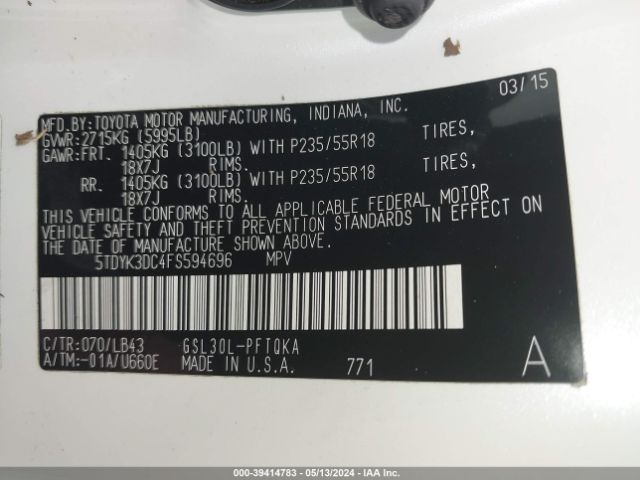 03/15
MFD.BY:TOYOTA MOTOR MANUFACTURING, INDIANA, INC.
GVWR:2715KG (5995LB)
GAWR:FRT. 1405KG (3100LB) WITH P235/55R18 TIRES,
18X7J RIMS.
RR. 1405KG (3100LB) WITH P235/55R18 TIRES,
18X7J RIMS.
THIS VEHICLE CONFORMS TO ALL APPLICABLE FEDERAL MOTOR
VEHICLE SAFETY AND THEFT PREVENTION STANDARDS IN EFFECT ON
THE DATE OF MANUFACTURE SHOWN ABOVE.
5TDYK3DC4FS594696 MPV
C/TR:070/LB43 GSL30L-PFTQKA
A/TM:-01A/U660E MADE IN U.S.A. 771 A
000-39414783 - 05/13/2024 - COPART.COM